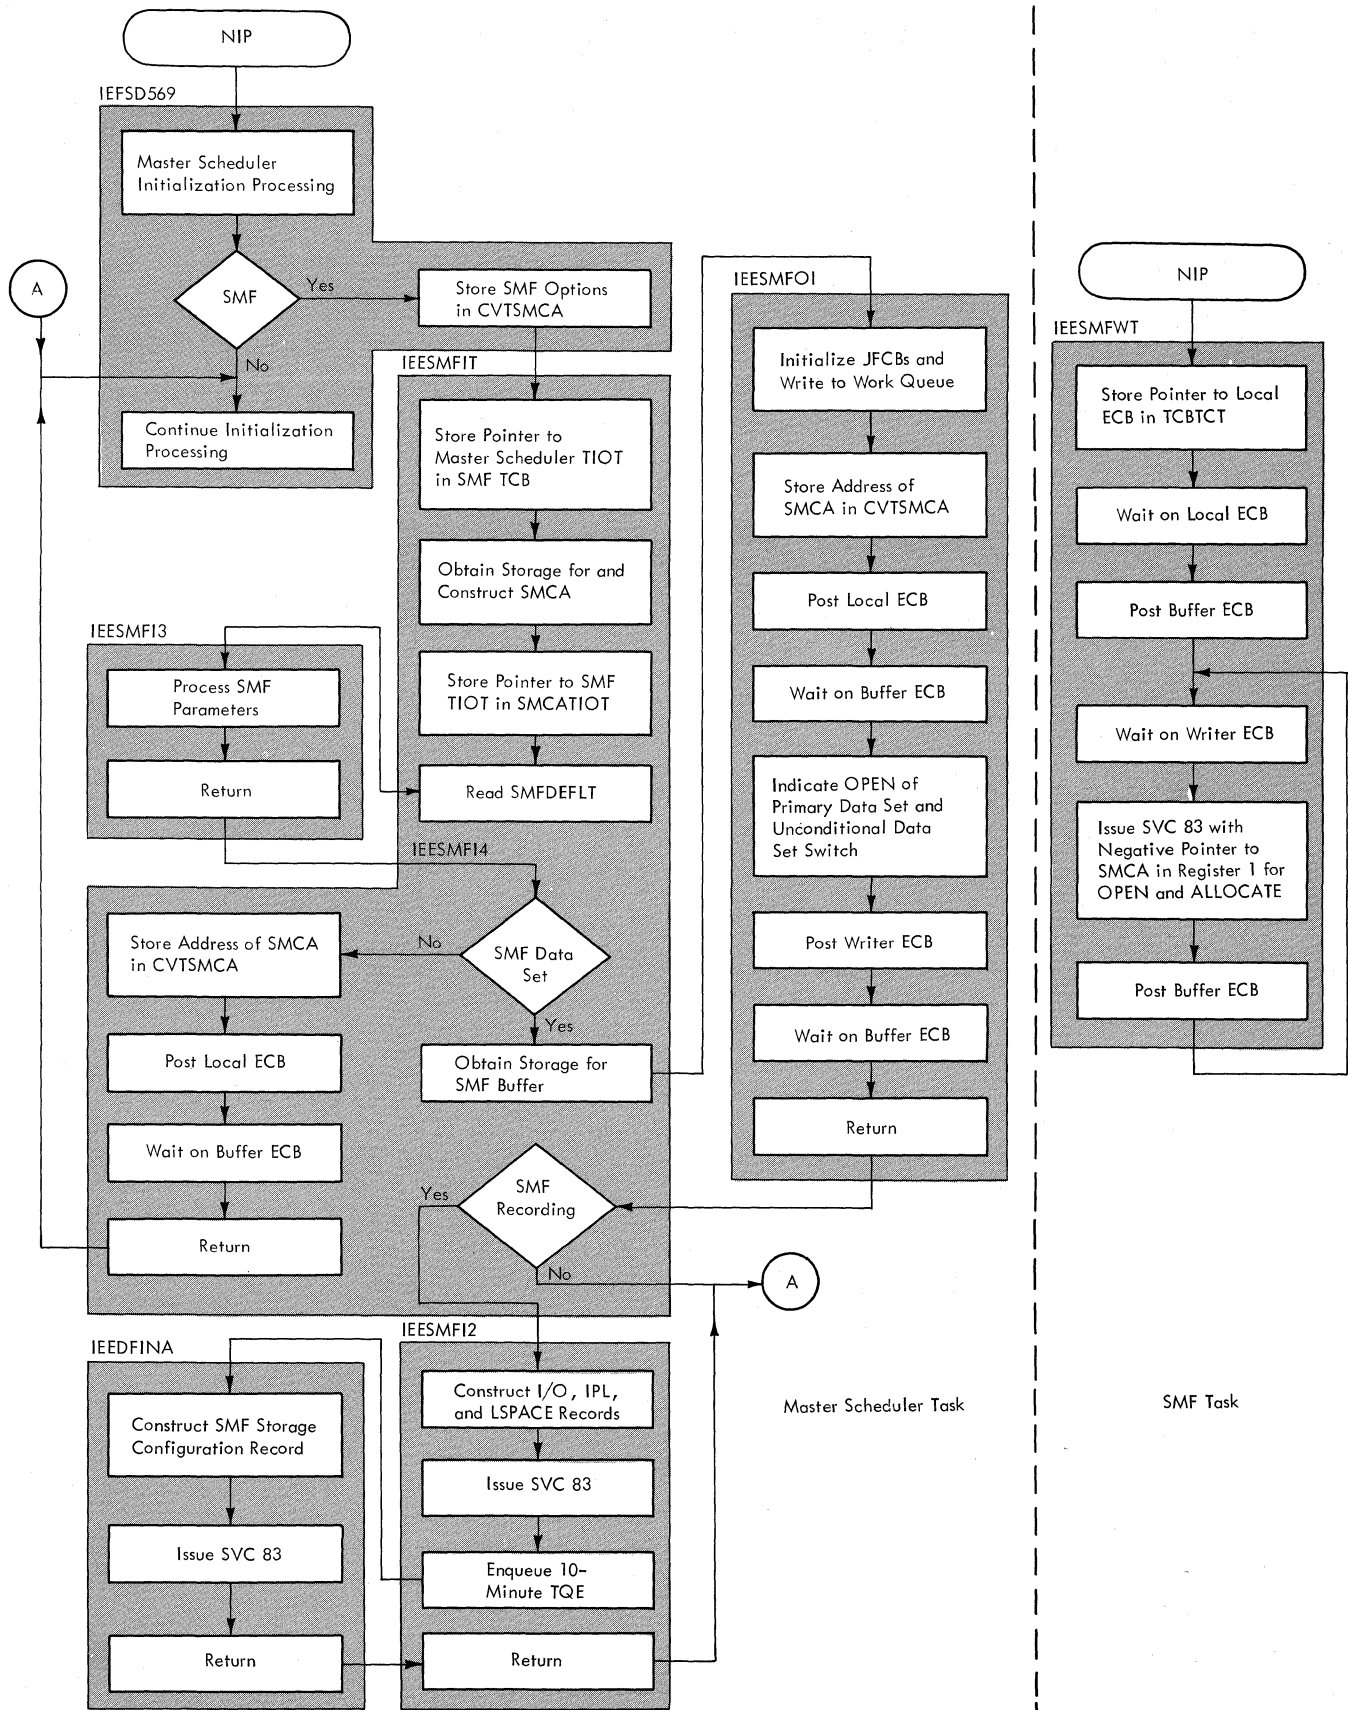 NIP
IEFSD569
Master Scheduler
Initialization Processing
A
SMF
Yes
No
Store SMF Options
in CVTSMCA
Continue Initialization
Processing
IEESMFIT
Store Pointer to
Master Scheduler TIOT
in SMF TCB
Obtain Storage for and
Construct SMCA
Store Pointer to SMF
TIOT in SMCATIOT
Read SMFDEFLT
IEESMFI3
Process SMF
Parameters
Return
IEESMFI4
SMF Data
Set
No
Yes
Store Address of SMCA
in CVTSMCA
Post Local ECB
Wait on Buffer ECB
Return
Obtain Storage for
SMF Buffer
IEESMFOI
Initialize JFCBs and
Write to Work Queue
Store Address of
SMCA in CVTSMCA
Post Local ECB
Wait on Buffer ECB
Indicate OPEN of
Primary Data Set and
Unconditional Data
Set Switch
Post Writer ECB
Wait on Buffer ECB
Return
SMF
Recording
Yes
No
A
IEESMFI2
Construct I/O, IPL,
and LSPACE Records
Issue SVC 83
Enqueue 10-
Minute TQE
Return
IEEDFINA
Construct SMF Storage
Configuration Record
Issue SVC 83
Return
Master Scheduler Task
NIP
IEESMFWT
Store Pointer to Local
ECB in TCBTCT
Wait on Local ECB
Post Buffer ECB
Wait on Writer ECB
Issue SVC 83 with
Negative Pointer to
SMCA in Register 1 for
OPEN and ALLOCATE
Post Buffer ECB
SMF Task